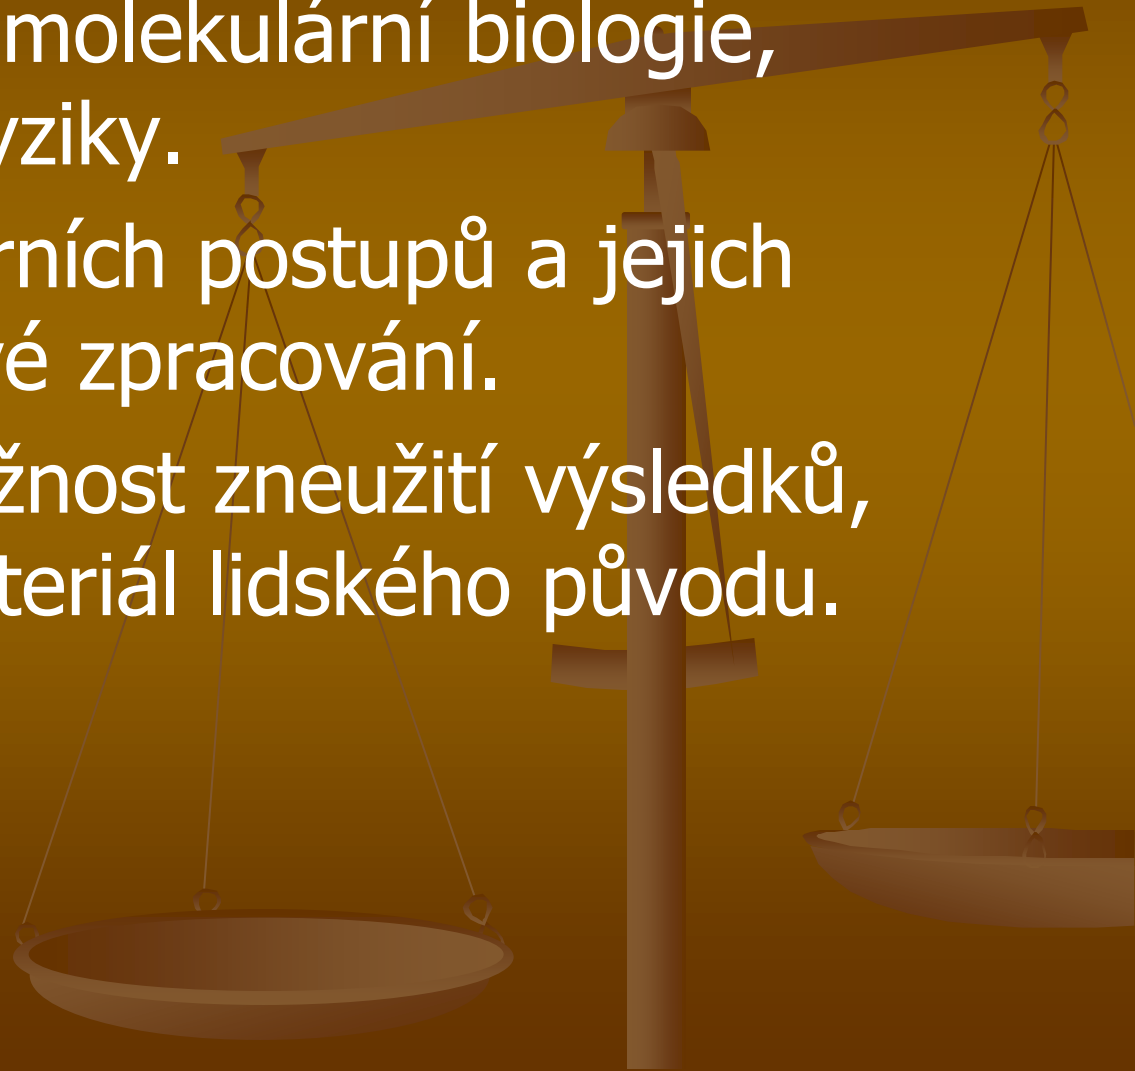 molekulární biologie,
yziky.
rních postupů a jejich
vé zpracování.
žnost zneužití výsledků,
teriál lidského původu.